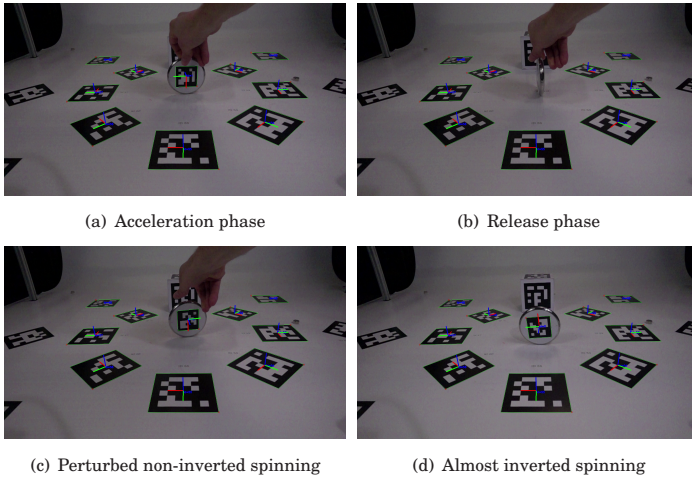 (a) Acceleration phase
(b) Release phase
(c) Perturbed non-inverted spinning
(d) Almost inverted spinning